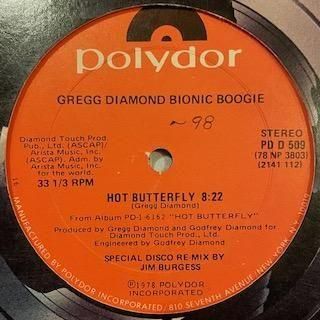 polydor
GREGG DIAMOND BIONIC BOOGIE
~98
Diamond Touch Prod.
Pub., Ltd. (ASCAP)/
Arista Music, Inc.
(ASCAP), Adm. by
Arista Music, Inc.
33 1/3 RPM
STEREO
PD D 509
(78 NP 3803)
(2141 112)
HOT BUTTERFLY 8:22
(Gregg Diamond)
From Album PD-1-6162 "HOT BUTTERFLY"
Produced by Gregg Diamond and Godfrey Diamond for
Diamond Touch Prod., Ltd.
Engineered by Godfrey Diamond
SPECIAL DISCO RE-MIX BY
JIM BURGESS
℗ 1978 POLYDOR
INCORPORATED
16
MANUFACTURED BY POLYDOR INCORPORATED/810 SEVENTH AVENUE/NEW YORK, N.Y.